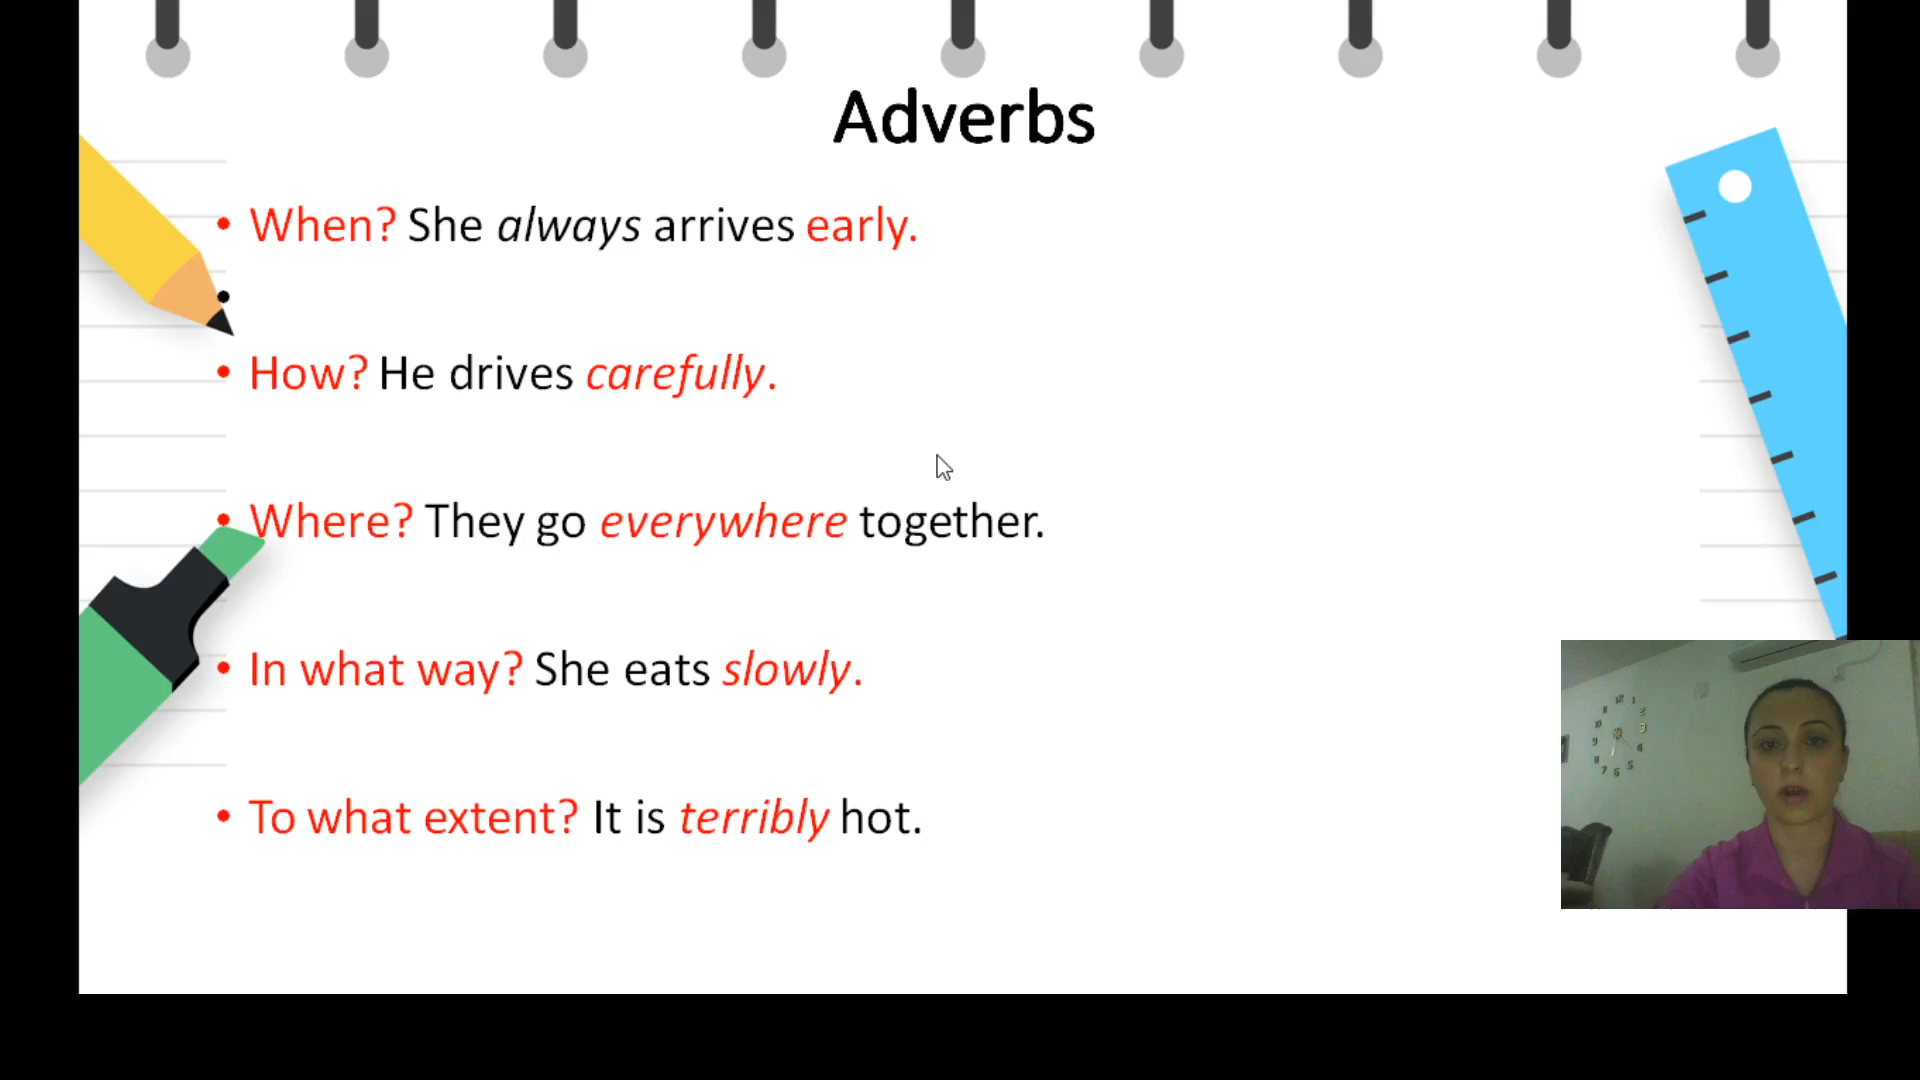 Adverbs
• When? She always arrives early.
•
• How? He drives carefully.
• Where? They go everywhere together.
• In what way? She eats slowly.
• To what extent? It is terribly hot.